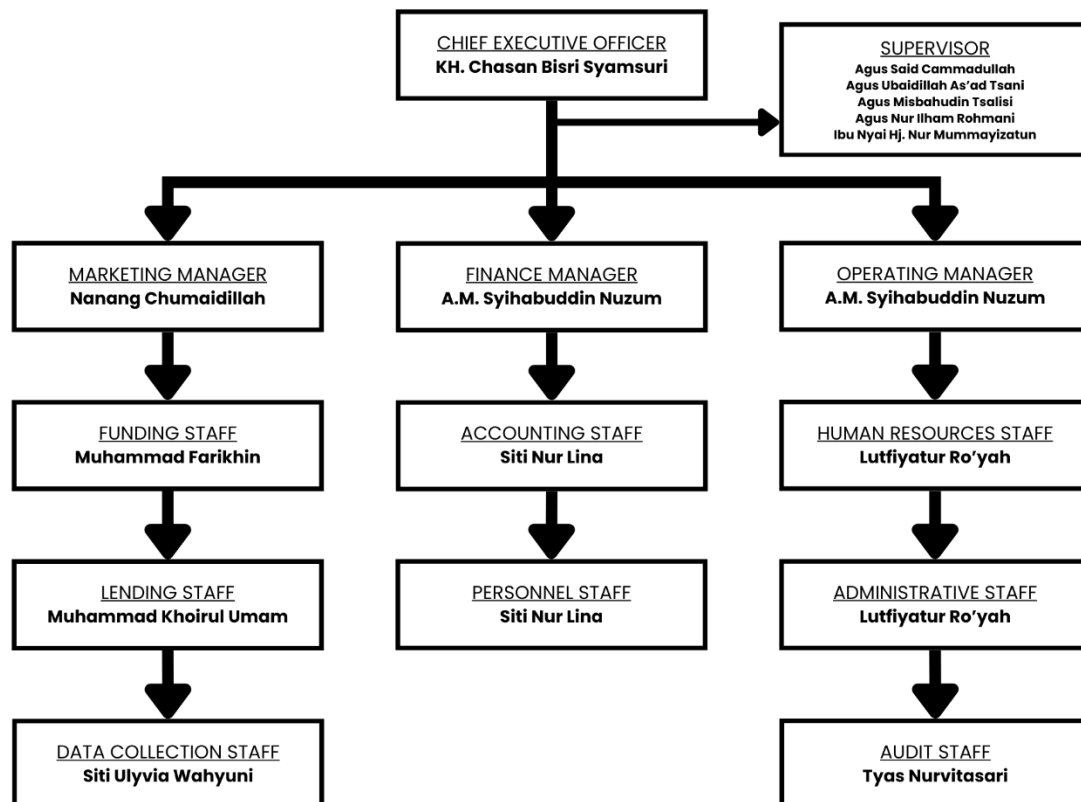 CHIEF EXECUTIVE OFFICER
KH. Chasan Bisri Syamsuri
SUPERVISOR
Agus Said Cammadullah
Agus Ubaidillah As’ad Tsani
Agus Misbahudin Tsalisi
Agus Nur Ilham Rohmani
Ibu Nyai Hj. Nur Mummayizatun
MARKETING MANAGER
Nanang Chumaidillah
FINANCE MANAGER
A.M. Syihabuddin Nuzum
OPERATING MANAGER
A.M. Syihabuddin Nuzum
FUNDING STAFF
Muhammad Farikhin
ACCOUNTING STAFF
Siti Nur Lina
HUMAN RESOURCES STAFF
Lutfiyatur Ro’yah
LENDING STAFF
Muhammad Khoirul Umam
PERSONNEL STAFF
Siti Nur Lina
ADMINISTRATIVE STAFF
Lutfiyatur Ro’yah
DATA COLLECTION STAFF
Siti Ulyvia Wahyuni
AUDIT STAFF
Tyas Nurvitasari